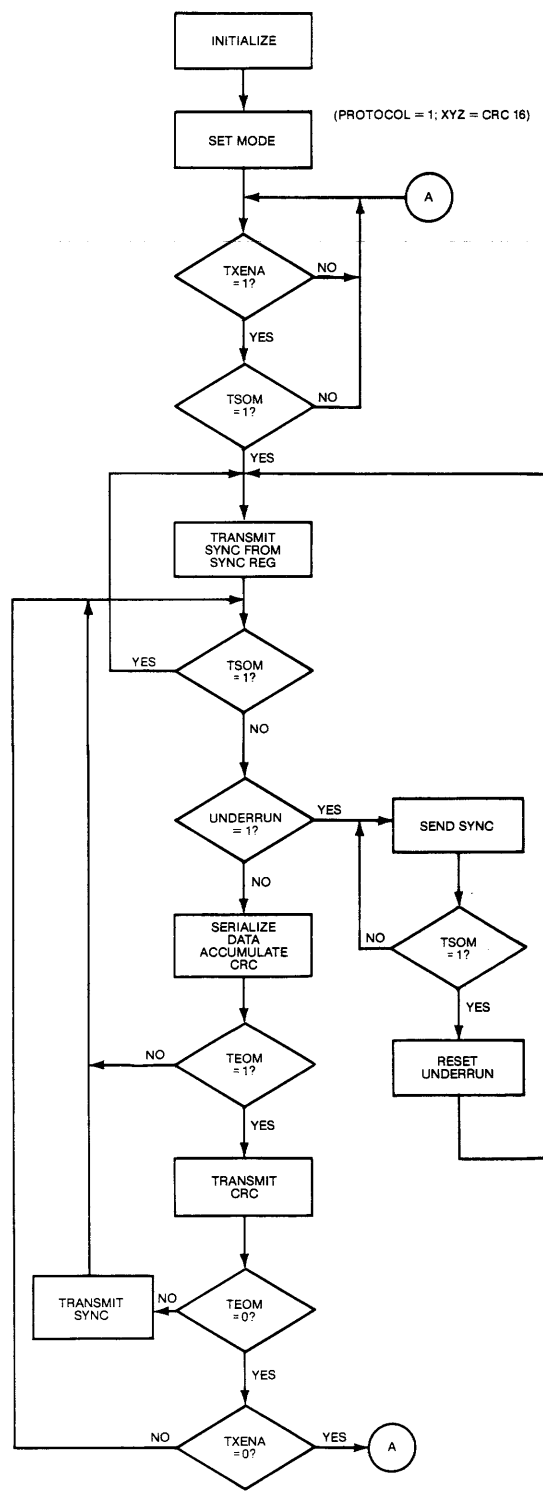 INITIALIZE
SET MODE
(PROTOCOL = 1; XYZ = CRC 16)
A
TXENA
= 1?
NO
YES
TSOM
= 1?
NO
YES
TRANSMIT
SYNC FROM
SYNC REG
YES
TSOM
= 1?
NO
UNDERRUN
= 1?
YES
SEND SYNC
NO
SERIALIZE
DATA
ACCUMULATE
CRC
NO
TSOM
= 1?
YES
NO
TEOM
= 1?
RESET
UNDERRUN
YES
TRANSMIT
CRC
TRANSMIT
SYNC
NO
TEOM
= 0?
YES
NO
TXENA
= 0?
YES
A